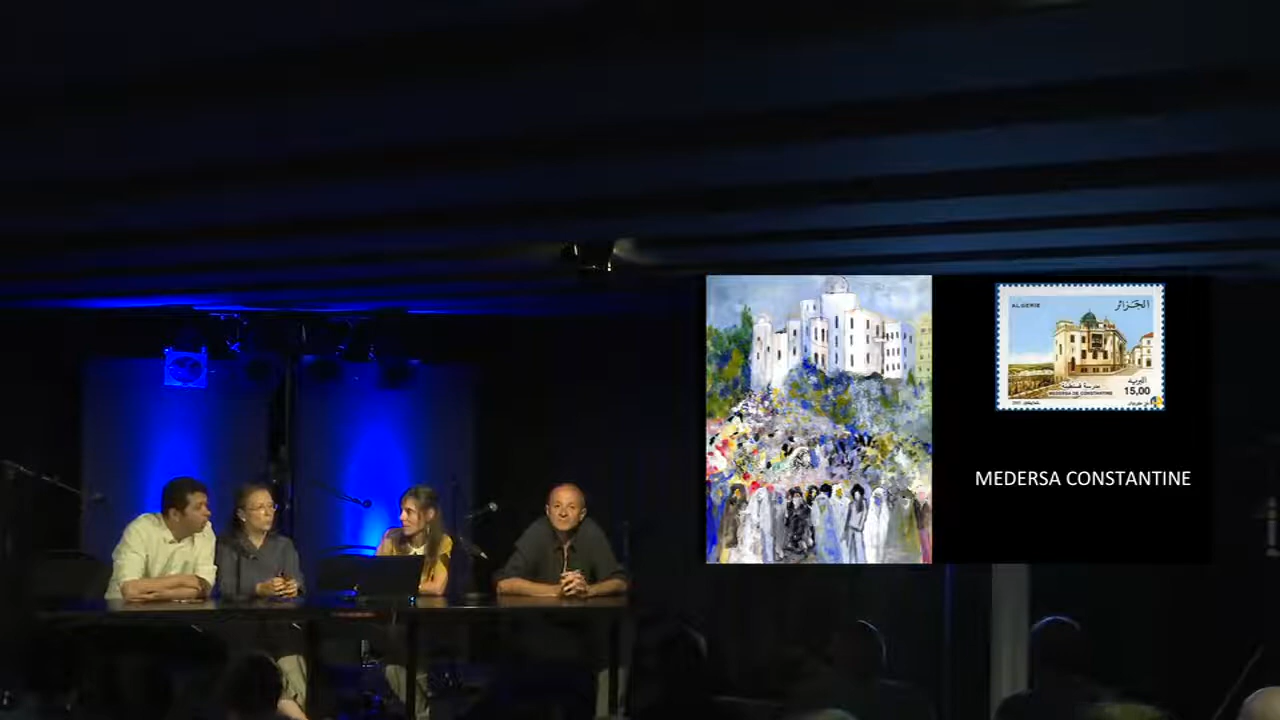 ALGERIE
الجزائر
مدرسة قسنطينة
MEDERSA DE CONSTANTINE
البريد
15,00
MEDERSA CONSTANTINE